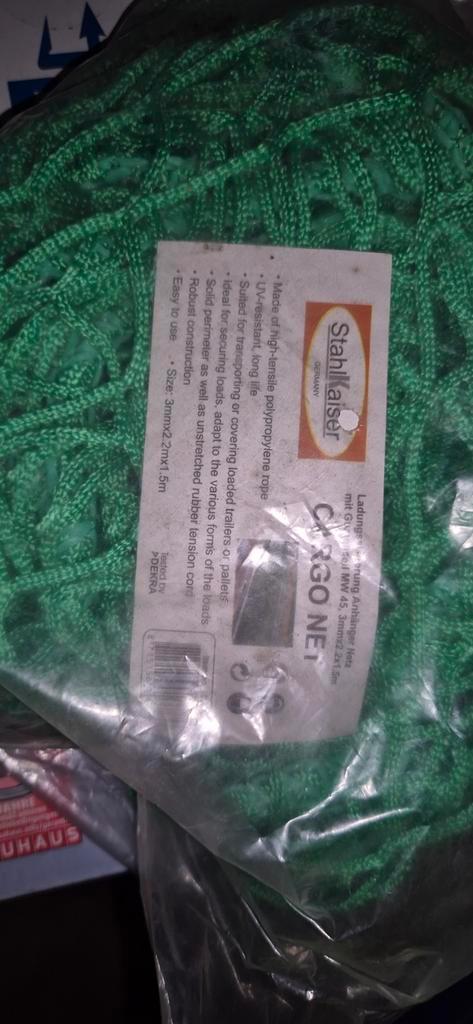 StahlKaiser
GERMANY
Anhänger Netz
mit MW 45, 3mmx2.2x1.5m
CARGO NET
• Made of high-tensile polypropylene rope
• UV-resistant, long life
• Suited for transporting or covering loaded trailers or pallets
• Ideal for securing loads, adapt to the various forms of the loads
• Solid perimeter as well as unstretched rubber tension cord
• Robust construction
• Easy to use • Size: 3mmx2.2mx1.5m
Tested by
>DEKRA
UHAUS